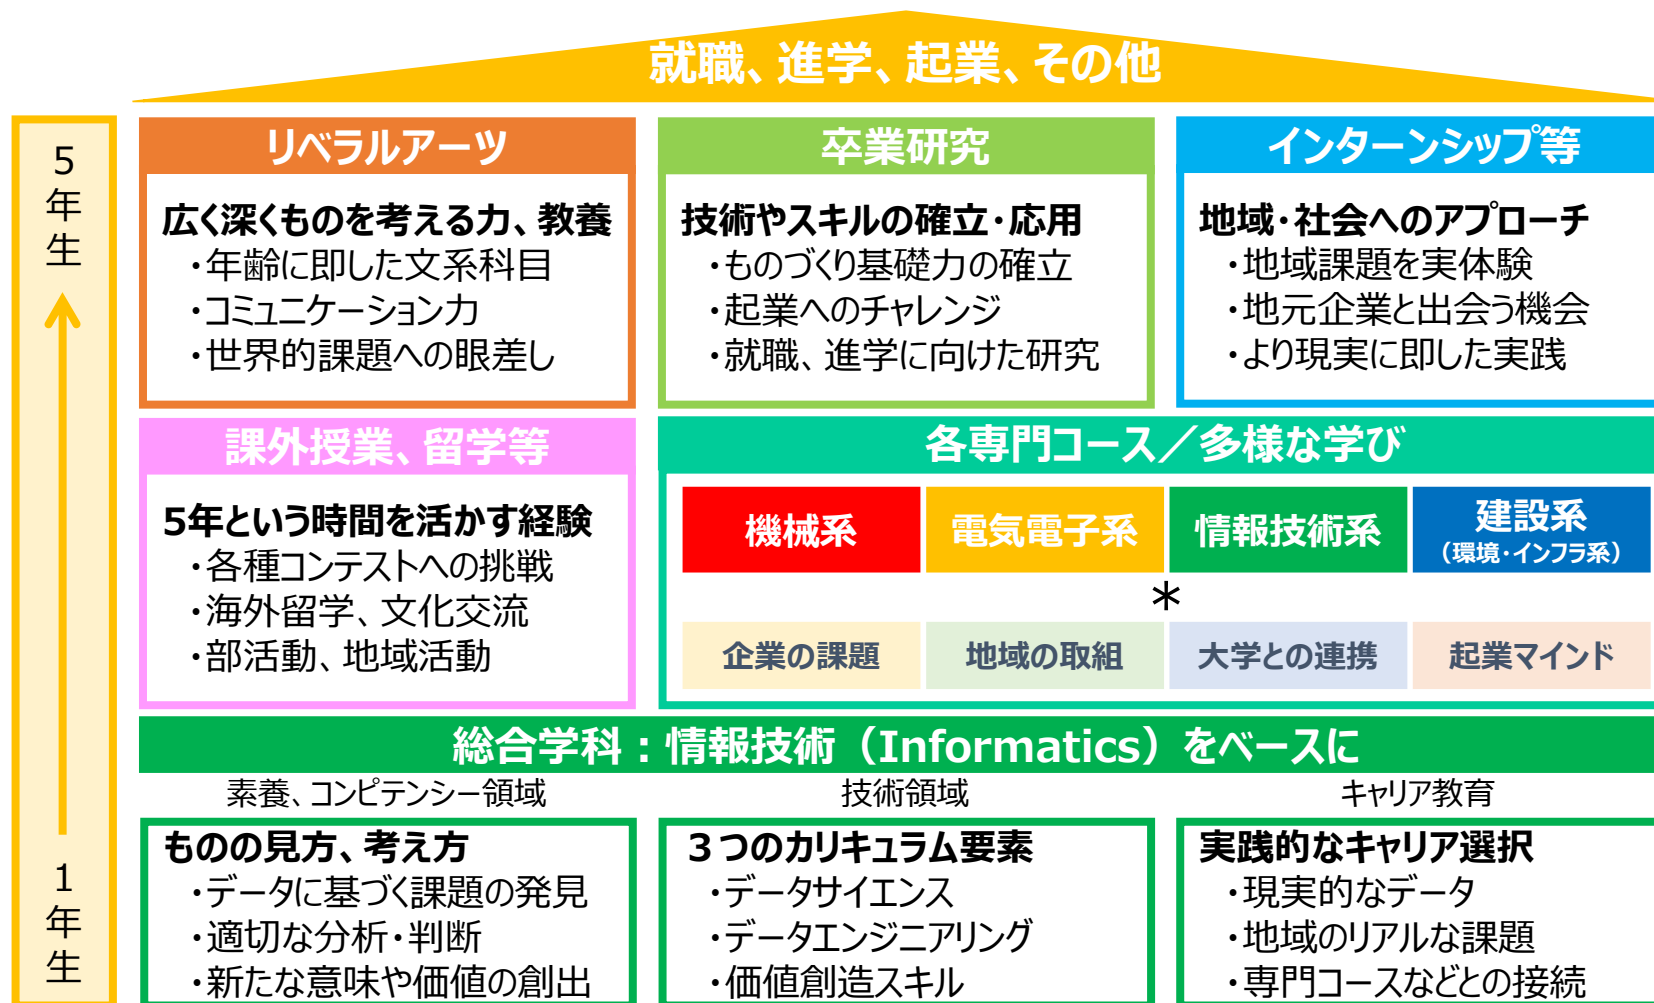 就職、進学、起業、その他
5年生
1年生
リベラルアーツ
広く深くものを考える力、教養
・年齢に即した文系科目
・コミュニケーション力
・世界的課題への眼差し
卒業研究
技術やスキルの確立・応用
・ものづくり基礎力の確立
・起業へのチャレンジ
・就職、進学に向けた研究
インターンシップ等
地域・社会へのアプローチ
・地域課題を実体験
・地元企業と出会う機会
・より現実に即した実践
課外授業、留学等
5年という時間を活かす経験
・各種コンテストへの挑戦
・海外留学、文化交流
・部活動、地域活動
各専門コース／多様な学び
機械系
電気電子系
情報技術系
建設系
（環境・インフラ系）
＊
企業の課題
地域の取組
大学との連携
起業マインド
総合学科：情報技術（Informatics）をベースに
素養、コンピテンシー領域
技術領域
キャリア教育
ものの見方、考え方
・データに基づく課題の発見
・適切な分析・判断
・新たな意味や価値の創出
３つのカリキュラム要素
・データサイエンス
・データエンジニアリング
・価値創造スキル
実践的なキャリア選択
・現実的なデータ
・地域のリアルな課題
・専門コースなどとの接続